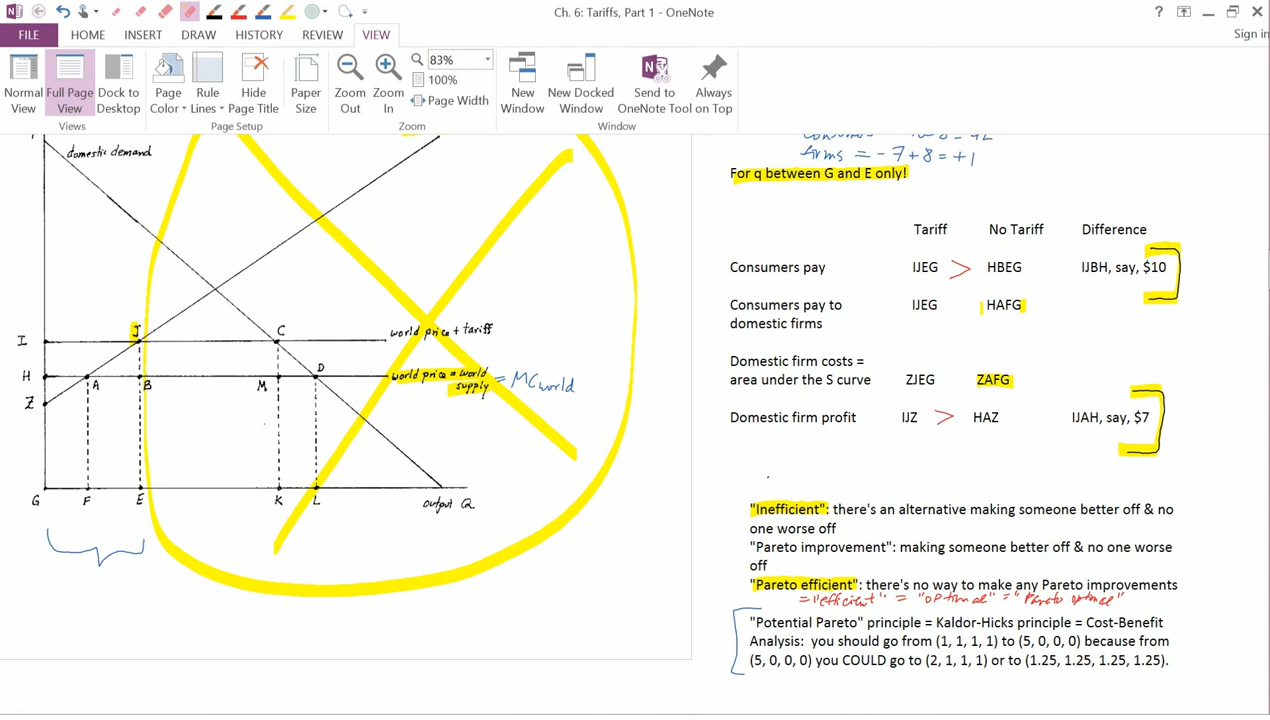 Ch. 6: Tariffs, Part 1 - OneNote
Sign in
FILE HOME INSERT DRAW HISTORY REVIEW VIEW
83%
100%
Page Width
Normal View
Full Page View
Dock to Desktop
Page Color
Rule Lines
Hide Page Title
Paper Size
Zoom Out
Zoom In
New Window
New Docked Window
Send to OneNote Tool
Always on Top
Views
Page Setup
Zoom
Window
domestic demand
I
J
C
world price + tariff
H
A
B
M
D
world price = world supply
= MC world
Z
G
F
E
K
L
output Q
firms = -7+8 = +1
For q between G and E only!
Tariff No Tariff Difference
Consumers pay IJEG > HBEG IJBH, say, $10
Consumers pay to IJEG HAFG
domestic firms
Domestic firm costs =
area under the S curve ZJEG ZAFG
Domestic firm profit IJZ > HAZ IJAH, say, $7
"Inefficient": there's an alternative making someone better off & no
one worse off
"Pareto improvement": making someone better off & no one worse
off
"Pareto efficient": there's no way to make any Pareto improvements
="efficient" = "optimal" = "Pareto optimal"
"Potential Pareto" principle = Kaldor-Hicks principle = Cost-Benefit
Analysis: you should go from (1, 1, 1, 1) to (5, 0, 0, 0) because from
(5, 0, 0, 0) you COULD go to (2, 1, 1, 1) or to (1.25, 1.25, 1.25, 1.25).